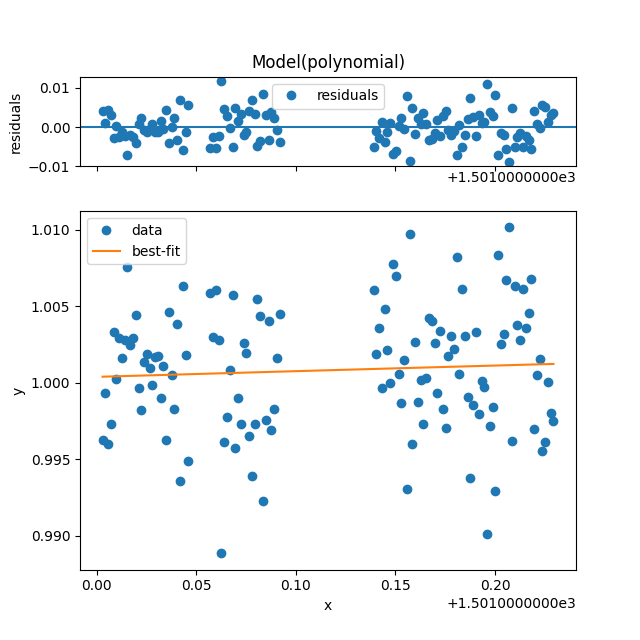 Model(polynomial)
0.01
0.00
−0.01
residuals
residuals
+1.5010000000e3
1.010
1.005
1.000
0.995
0.990
y
data
best-fit
0.00
0.05
0.10
0.15
0.20
x
+1.5010000000e3